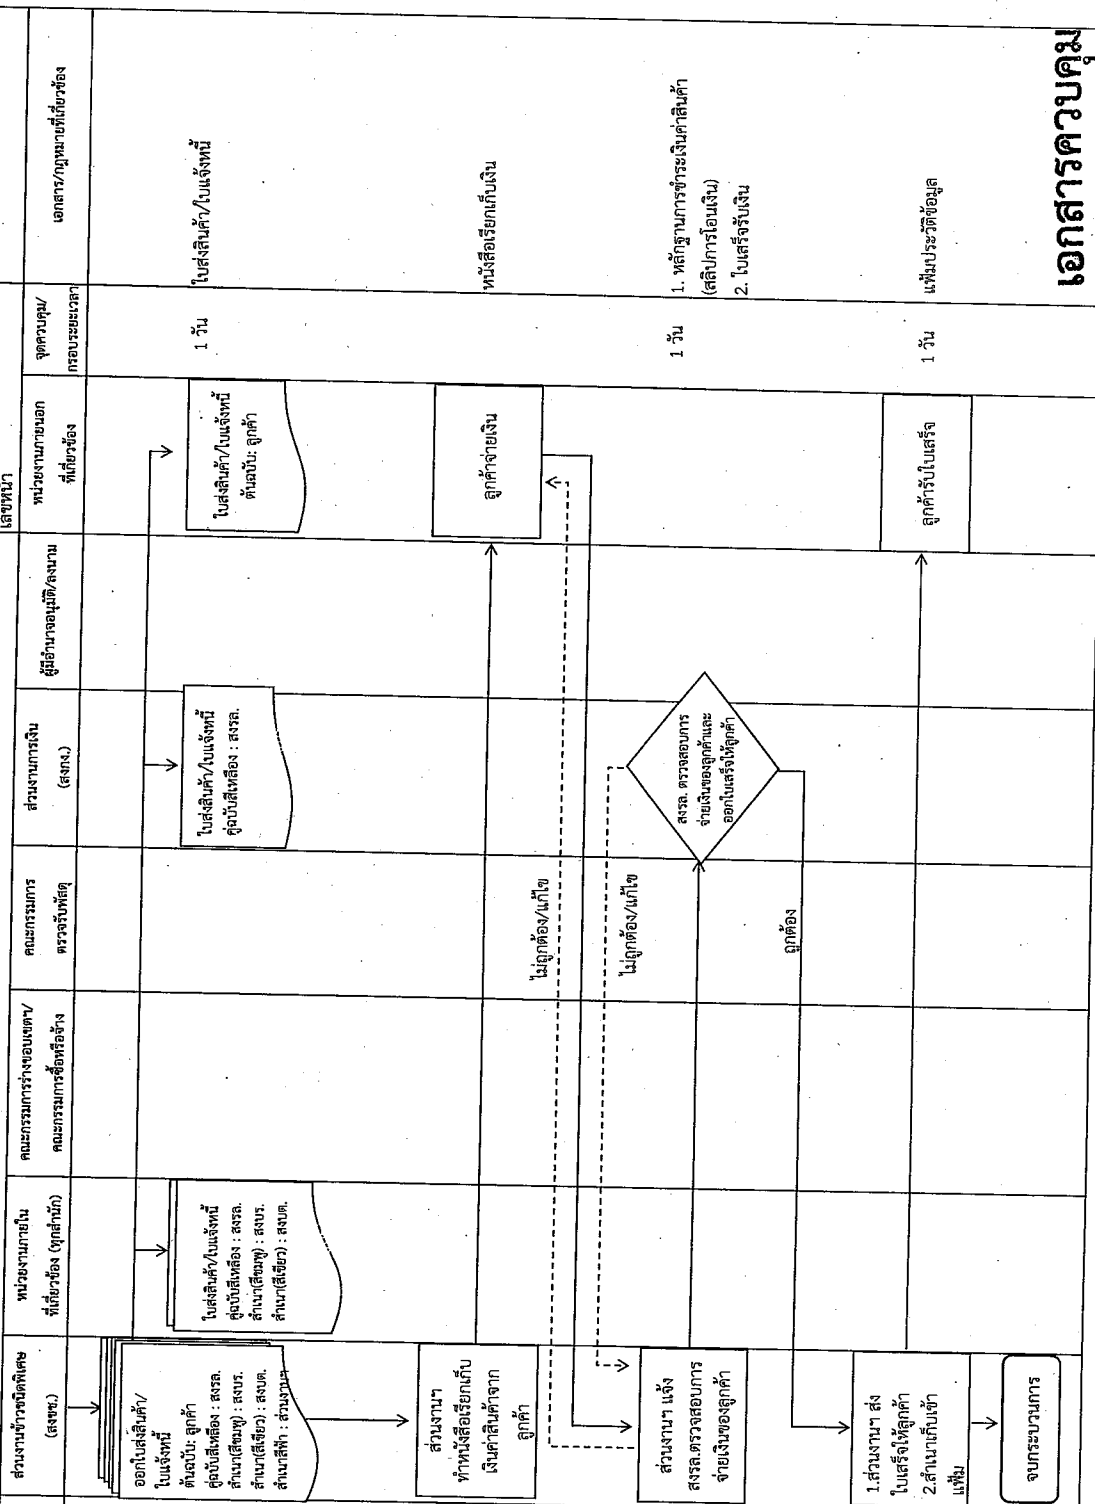 เลขหน้า
ส่วนงานข้าวชนิดพิเศษ
(สงขช.)
หน่วยงานภายใน
ที่เกี่ยวข้อง (ทุกสำนัก)
คณะกรรมการร่างขอบเขตฯ/
คณะกรรมการซื้อหรือจ้าง
คณะกรรมการ
ตรวจรับพัสดุ
ส่วนงานการเงิน
(สงกง.)
ผู้มีอำนาจอนุมัติ/ลงนาม
หน่วยงานภายนอก
ที่เกี่ยวข้อง
จุดควบคุม/
กรอบระยะเวลา
เอกสาร/กฎหมายที่เกี่ยวข้อง
ออกใบส่งสินค้า/
ใบแจ้งหนี้
ต้นฉบับ: ลูกค้า
คู่ฉบับสีเหลือง : สงรล.
สำเนา(สีชมพู) : สงบร.
สำเนา(สีเขียว) : สงบต.
สำเนาสีฟ้า : ส่วนงานฯ
ใบส่งสินค้า/ใบแจ้งหนี้
คู่ฉบับสีเหลือง : สงรล.
สำเนา(สีชมพู) : สงบร.
สำเนา(สีเขียว) : สงบต.
ใบส่งสินค้า/ใบแจ้งหนี้
คู่ฉบับสีเหลือง : สงรล.
ใบส่งสินค้า/ใบแจ้งหนี้
ต้นฉบับ: ลูกค้า
1 วัน
ใบส่งสินค้า/ใบแจ้งหนี้
ส่วนงานฯ
ทำหนังสือเรียกเก็บ
เงินค่าสินค้าจาก
ลูกค้า
ลูกค้าจ่ายเงิน
หนังสือเรียกเก็บเงิน
ไม่ถูกต้อง/แก้ไข
ไม่ถูกต้อง/แก้ไข
ส่วนงานฯ แจ้ง
สงรล.ตรวจสอบการ
จ่ายเงินของลูกค้า
สงรล. ตรวจสอบการ
จ่ายเงินของลูกค้าและ
ออกใบเสร็จให้ลูกค้า
1 วัน
1. หลักฐานการชำระเงินค่าสินค้า
(สลิปการโอนเงิน)
2. ใบเสร็จรับเงิน
ถูกต้อง
1.ส่วนงานฯ ส่ง
ใบเสร็จให้ลูกค้า
2.สำเนาเก็บเข้า
แฟ้ม
ลูกค้ารับใบเสร็จ
1 วัน
แฟ้มประวัติข้อมูล
จบกระบวนการ
เอกสารควบคุม